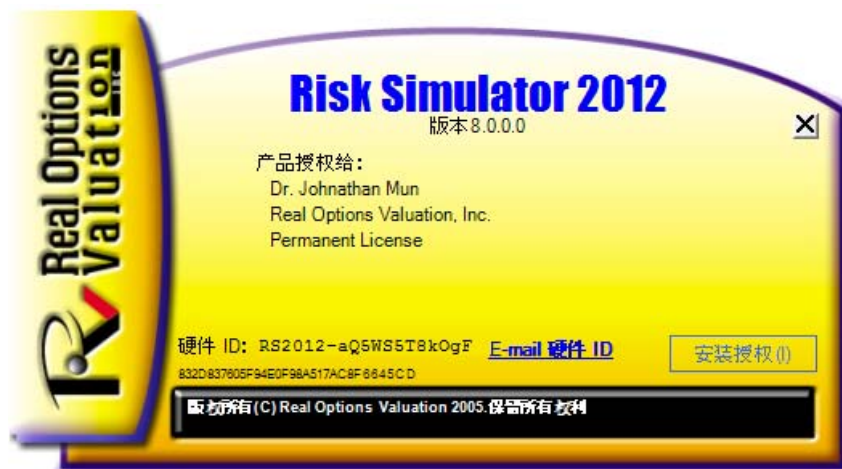 Real Options
Valuation
INC
Risk Simulator 2012
版本8.0.0.0
产品授权给：
Dr. Johnathan Mun
Real Options Valuation, Inc.
Permanent License
硬件 ID: RS2012-aQ5WS5T8kOgF E-mail 硬件 ID
安装授权(I)
832D837605F94E0F98A517AC8F6645CD
版权所有(C) Real Options Valuation 2005.保留所有权利